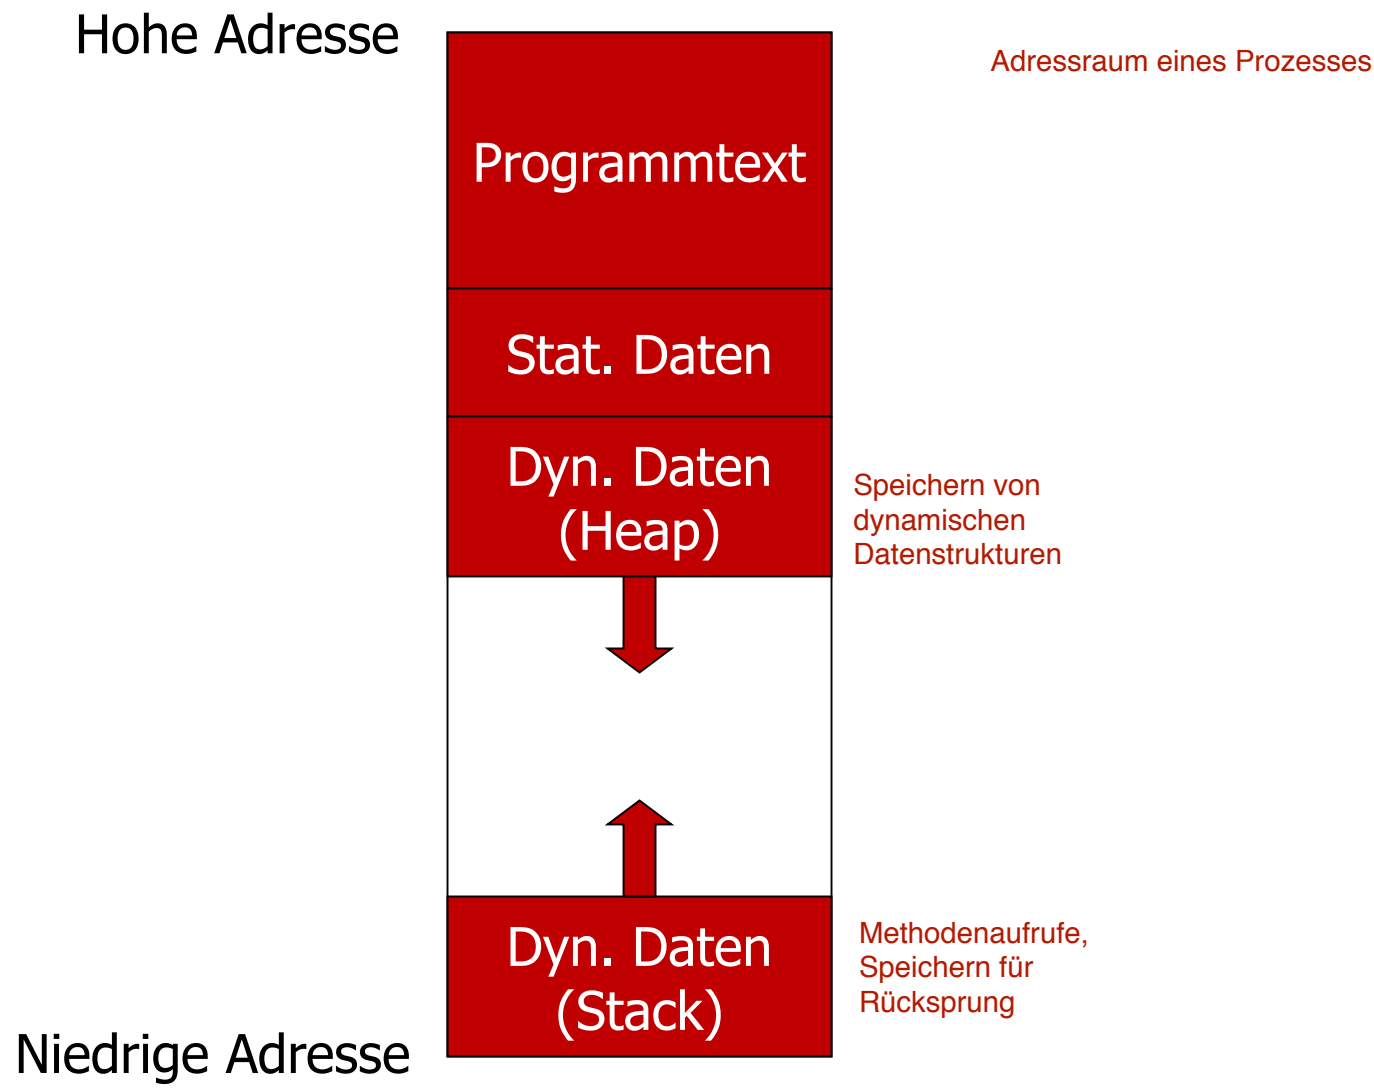 Hohe Adresse
Adressraum eines Prozesses
Programmtext
Stat. Daten
Dyn. Daten
(Heap)
Speichern von
dynamischen
Datenstrukturen
Dyn. Daten
(Stack)
Methodenaufrufe,
Speichern für
Rücksprung
Niedrige Adresse